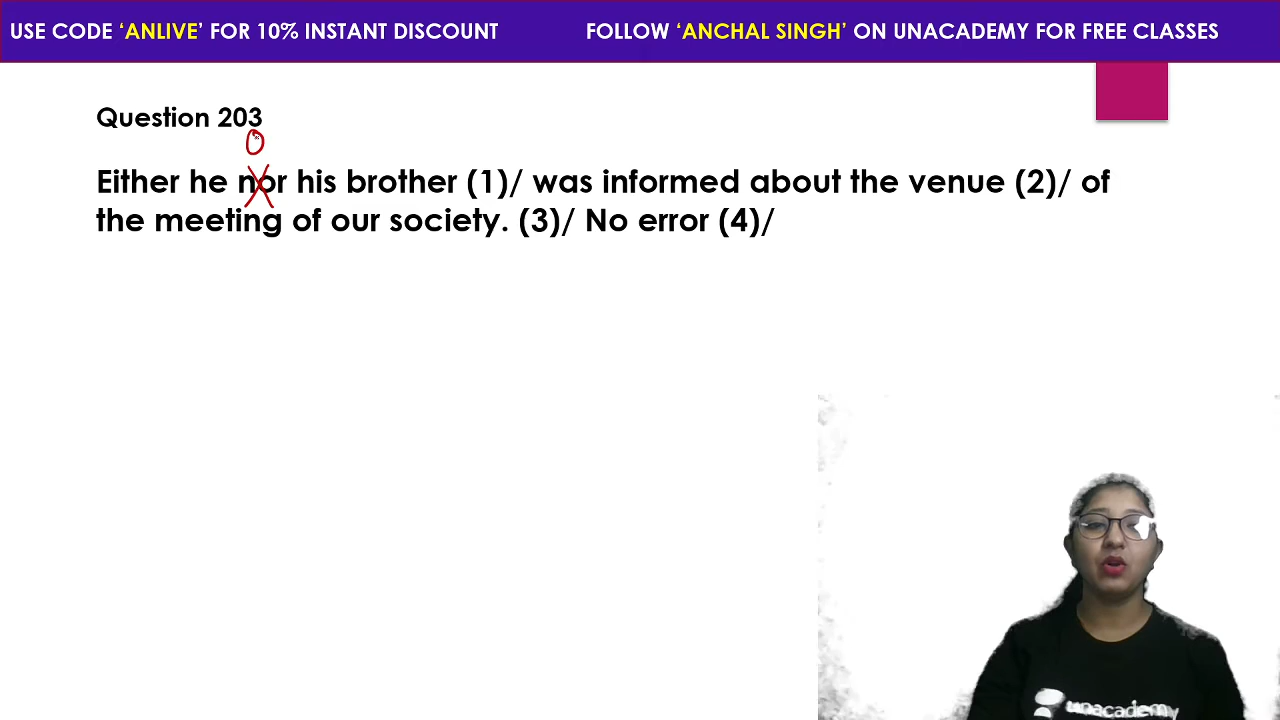 USE CODE ‘ANLIVE’ FOR 10% INSTANT DISCOUNT FOLLOW ‘ANCHAL SINGH’ ON UNACADEMY FOR FREE CLASSES
Question 203
O
Either he nor his brother (1)/ was informed about the venue (2)/ of
the meeting of our society. (3)/ No error (4)/
unacademy